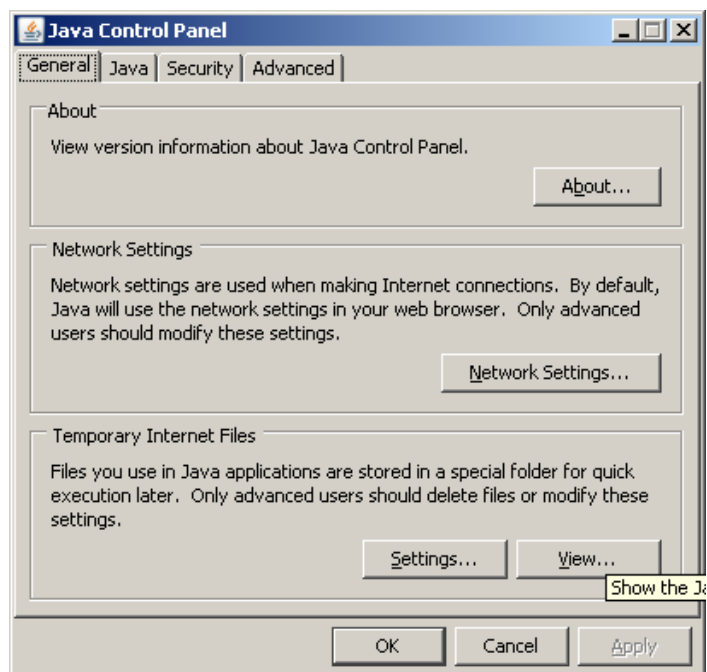 Java Control Panel
General Java Security Advanced
About
View version information about Java Control Panel.
About...
Network Settings
Network settings are used when making Internet connections. By default,
Java will use the network settings in your web browser. Only advanced
users should modify these settings.
Network Settings...
Temporary Internet Files
Files you use in Java applications are stored in a special folder for quick
execution later. Only advanced users should delete files or modify these
settings.
Settings... View...
Show the
OK Cancel Apply